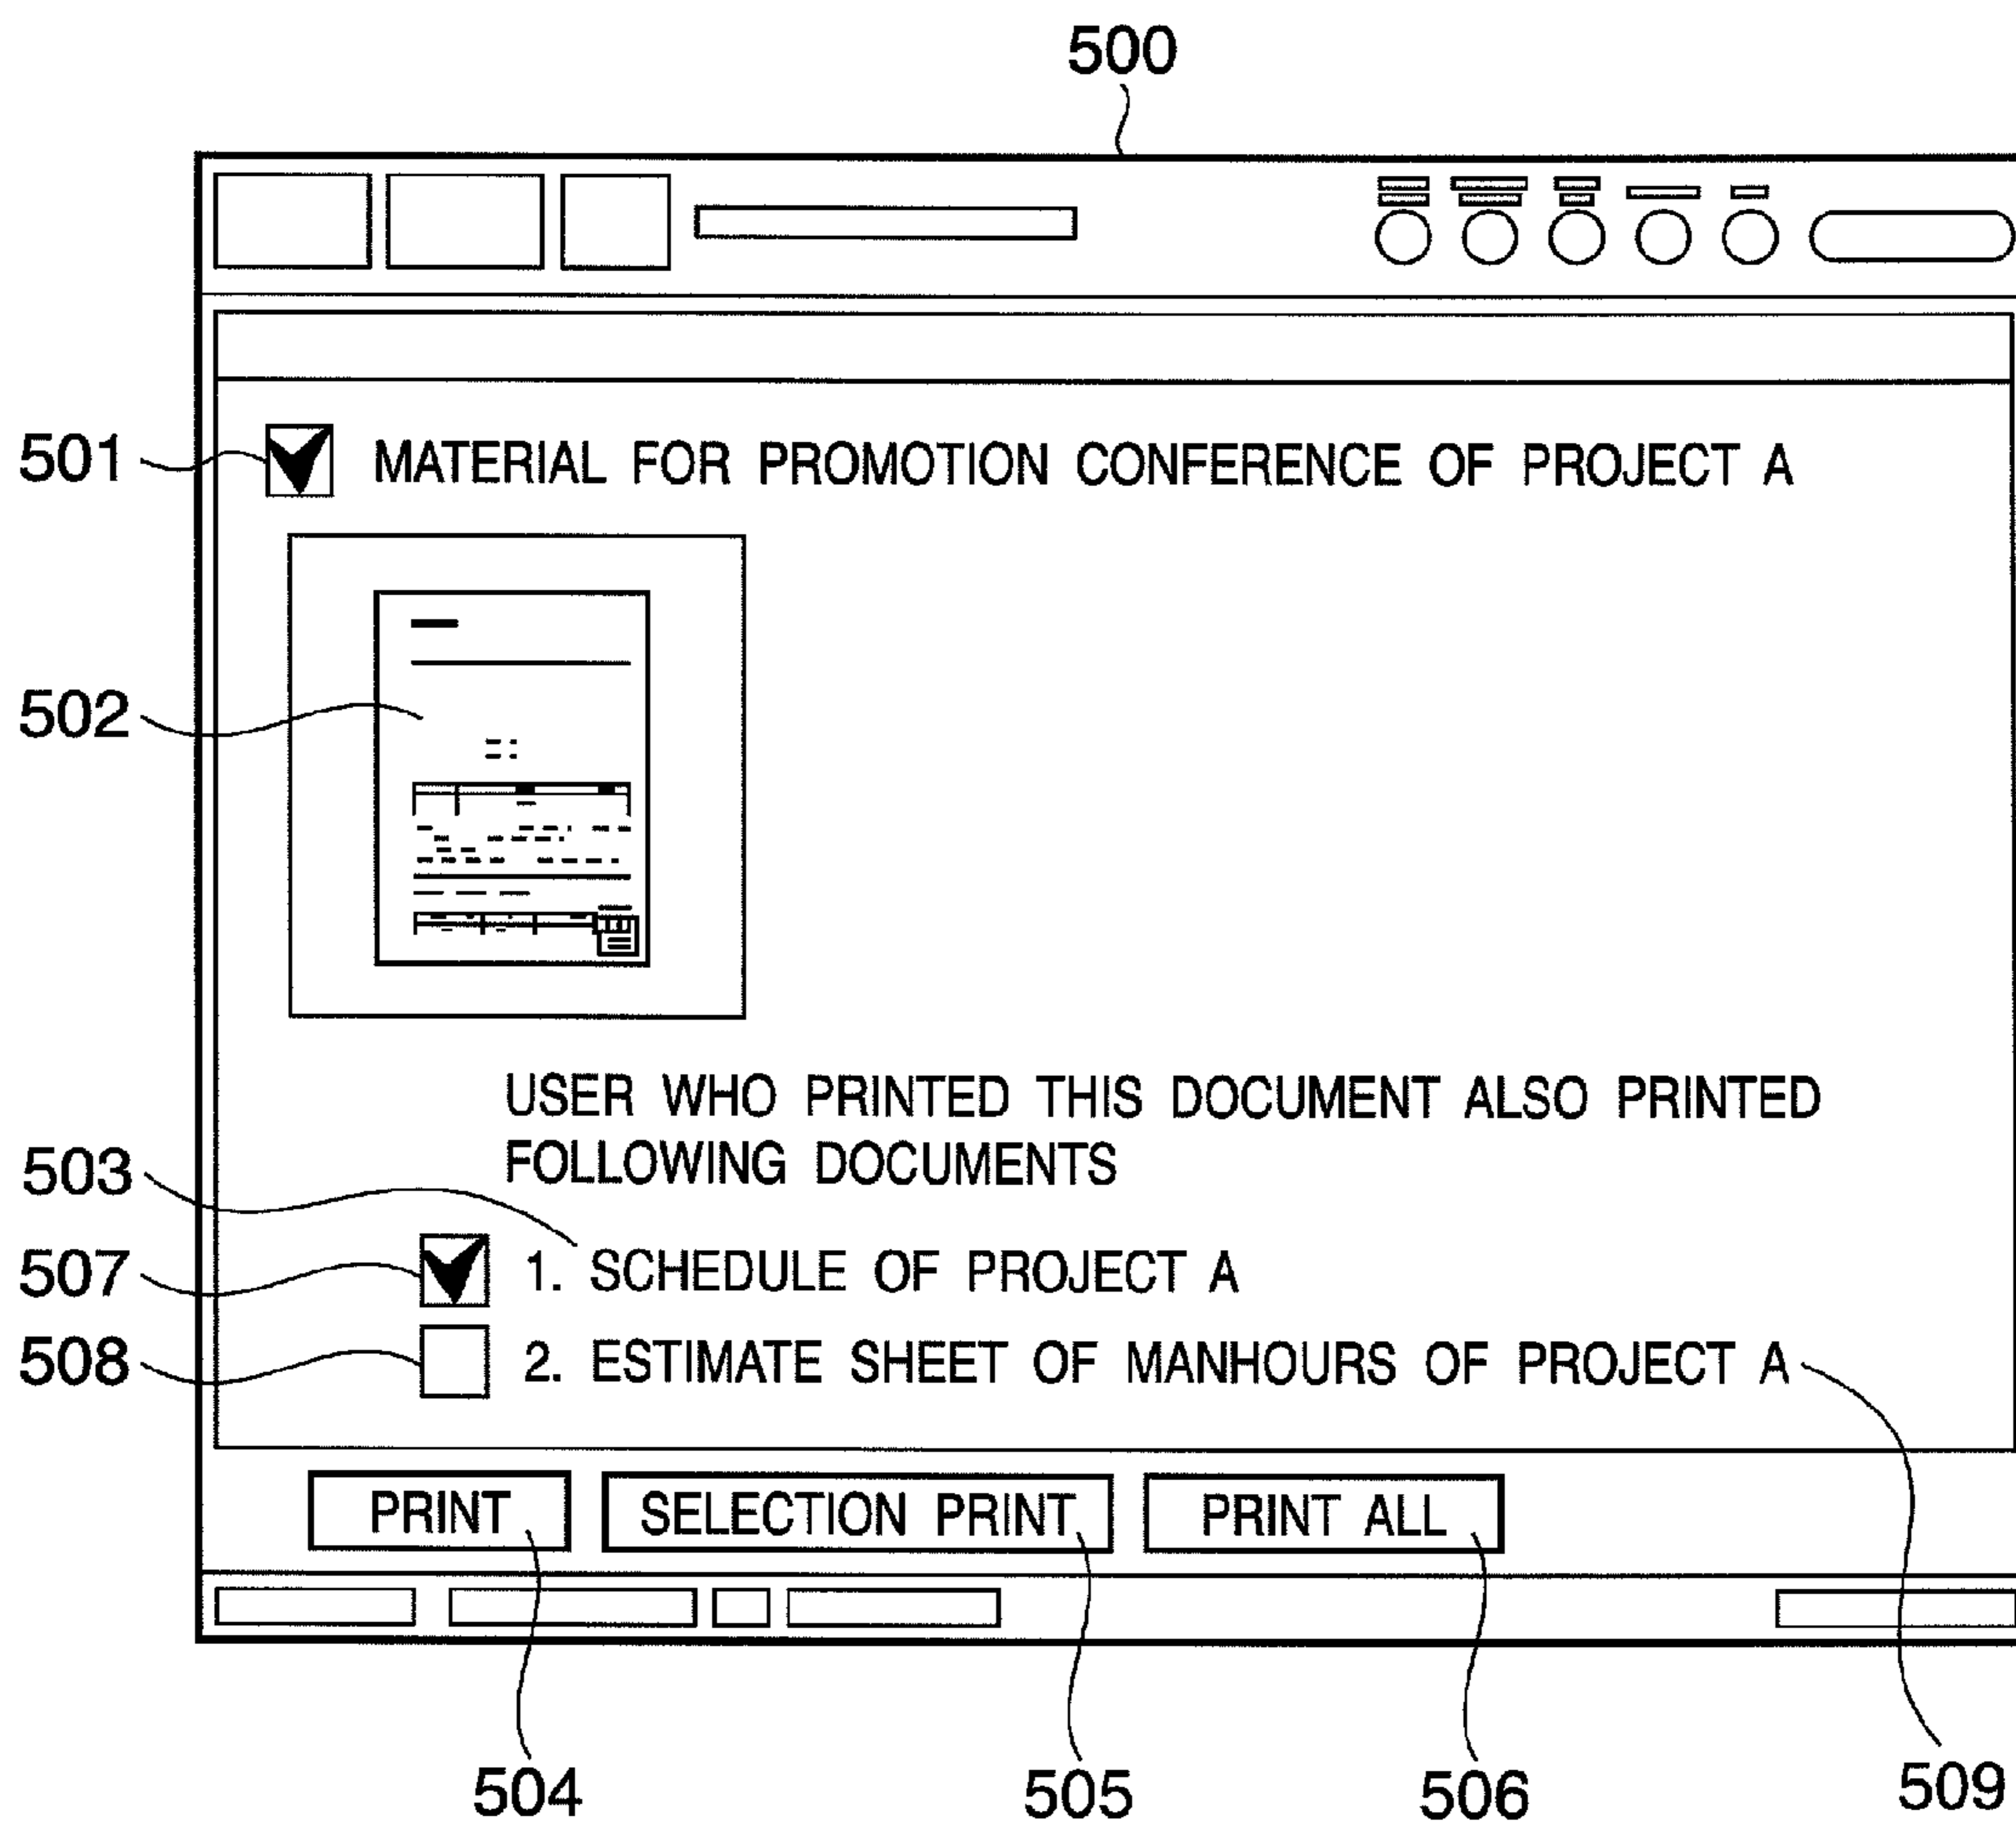 500
501 MATERIAL FOR PROMOTION CONFERENCE OF PROJECT A
502
USER WHO PRINTED THIS DOCUMENT ALSO PRINTED
FOLLOWING DOCUMENTS
503
507 1. SCHEDULE OF PROJECT A
508 2. ESTIMATE SHEET OF MANHOURS OF PROJECT A
PRINT SELECTION PRINT PRINT ALL
504 505 506 509